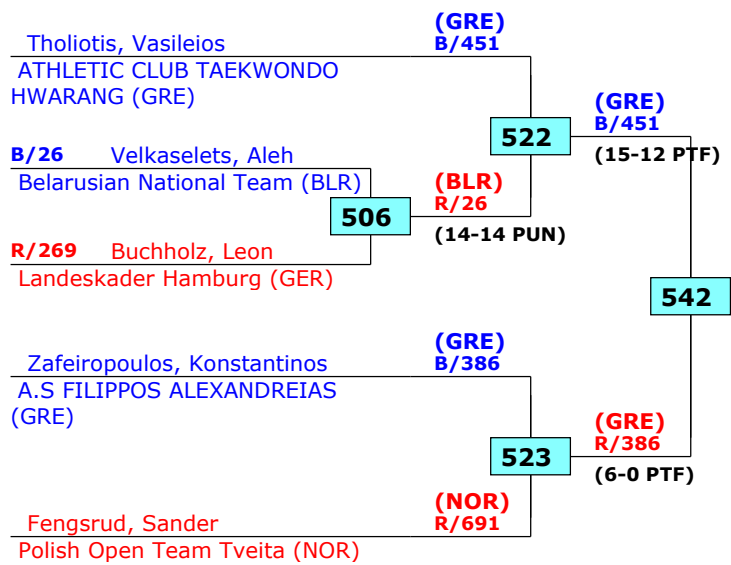 Tholiotis, Vasileios
(GRE)
B/451
ATHLETIC CLUB TAEKWONDO
HWARANG (GRE)
522
(GRE)
B/451
(15-12 PTF)
B/26 Velkaselets, Aleh
Belarusian National Team (BLR)
506
(BLR)
R/26
(14-14 PUN)
R/269 Buchholz, Leon
Landeskader Hamburg (GER)
542
Zafeiropoulos, Konstantinos
(GRE)
B/386
A.S FILIPPOS ALEXANDREIAS
(GRE)
523
(GRE)
R/386
(6-0 PTF)
Fengsrud, Sander
(NOR)
R/691
Polish Open Team Tveita (NOR)